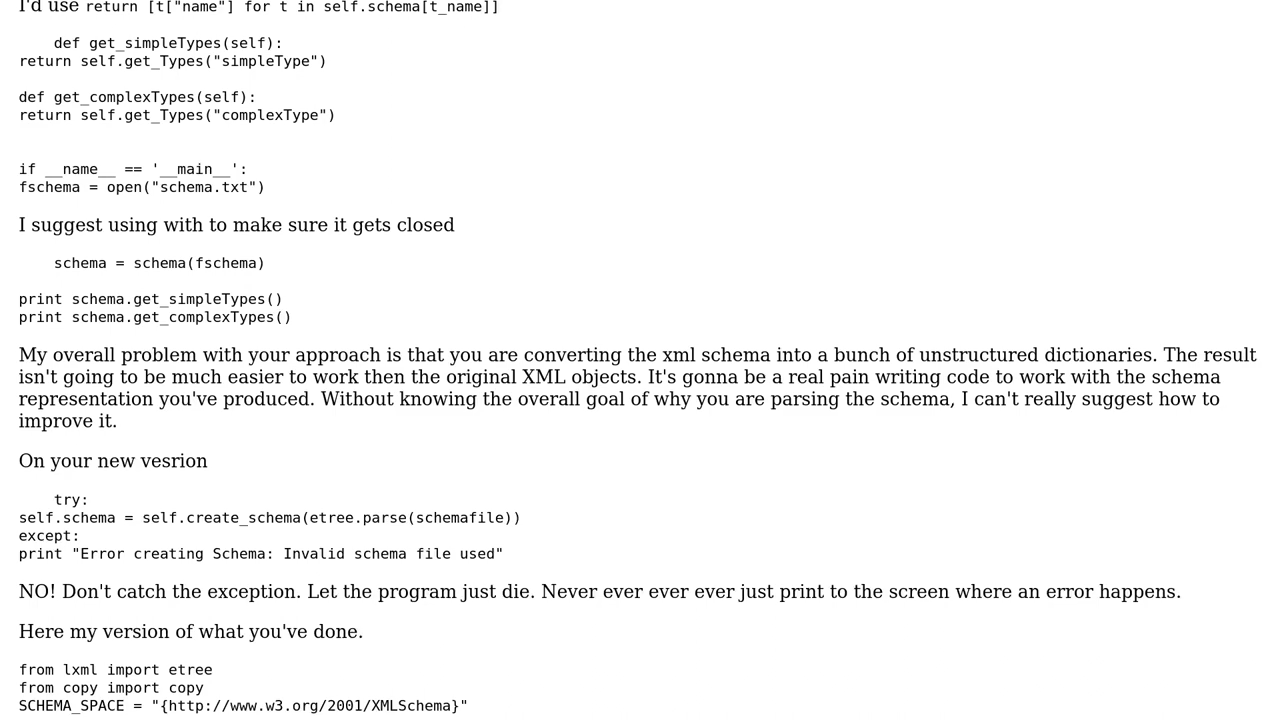 I'd use return [t["name"] for t in self.schema[t_name]]
    def get_simpleTypes(self):
return self.get_Types("simpleType")
def get_complexTypes(self):
return self.get_Types("complexType")
if __name__ == '__main__':
fschema = open("schema.txt")
I suggest using with to make sure it gets closed
    schema = schema(fschema)
print schema.get_simpleTypes()
print schema.get_complexTypes()
My overall problem with your approach is that you are converting the xml schema into a bunch of unstructured dictionaries. The result
isn't going to be much easier to work then the original XML objects. It's gonna be a real pain writing code to work with the schema
representation you've produced. Without knowing the overall goal of why you are parsing the schema, I can't really suggest how to
improve it.
On your new vesrion
    try:
self.schema = self.create_schema(etree.parse(schemafile))
except:
print "Error creating Schema: Invalid schema file used"
NO! Don't catch the exception. Let the program just die. Never ever ever ever just print to the screen where an error happens.
Here my version of what you've done.
from lxml import etree
from copy import copy
SCHEMA_SPACE = "{http://www.w3.org/2001/XMLSchema}"